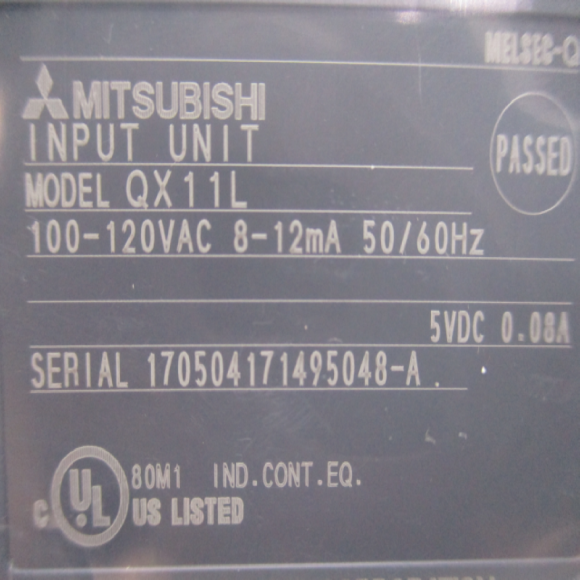 MELSEC-Q
MITSUBISHI
INPUT UNIT
PASSED
MODEL QX11L
100-120VAC 8-12mA 50/60Hz
5VDC 0.08A
SERIAL 170504171495048-A
80M1 IND.CONT.EQ.
C UL US LISTED